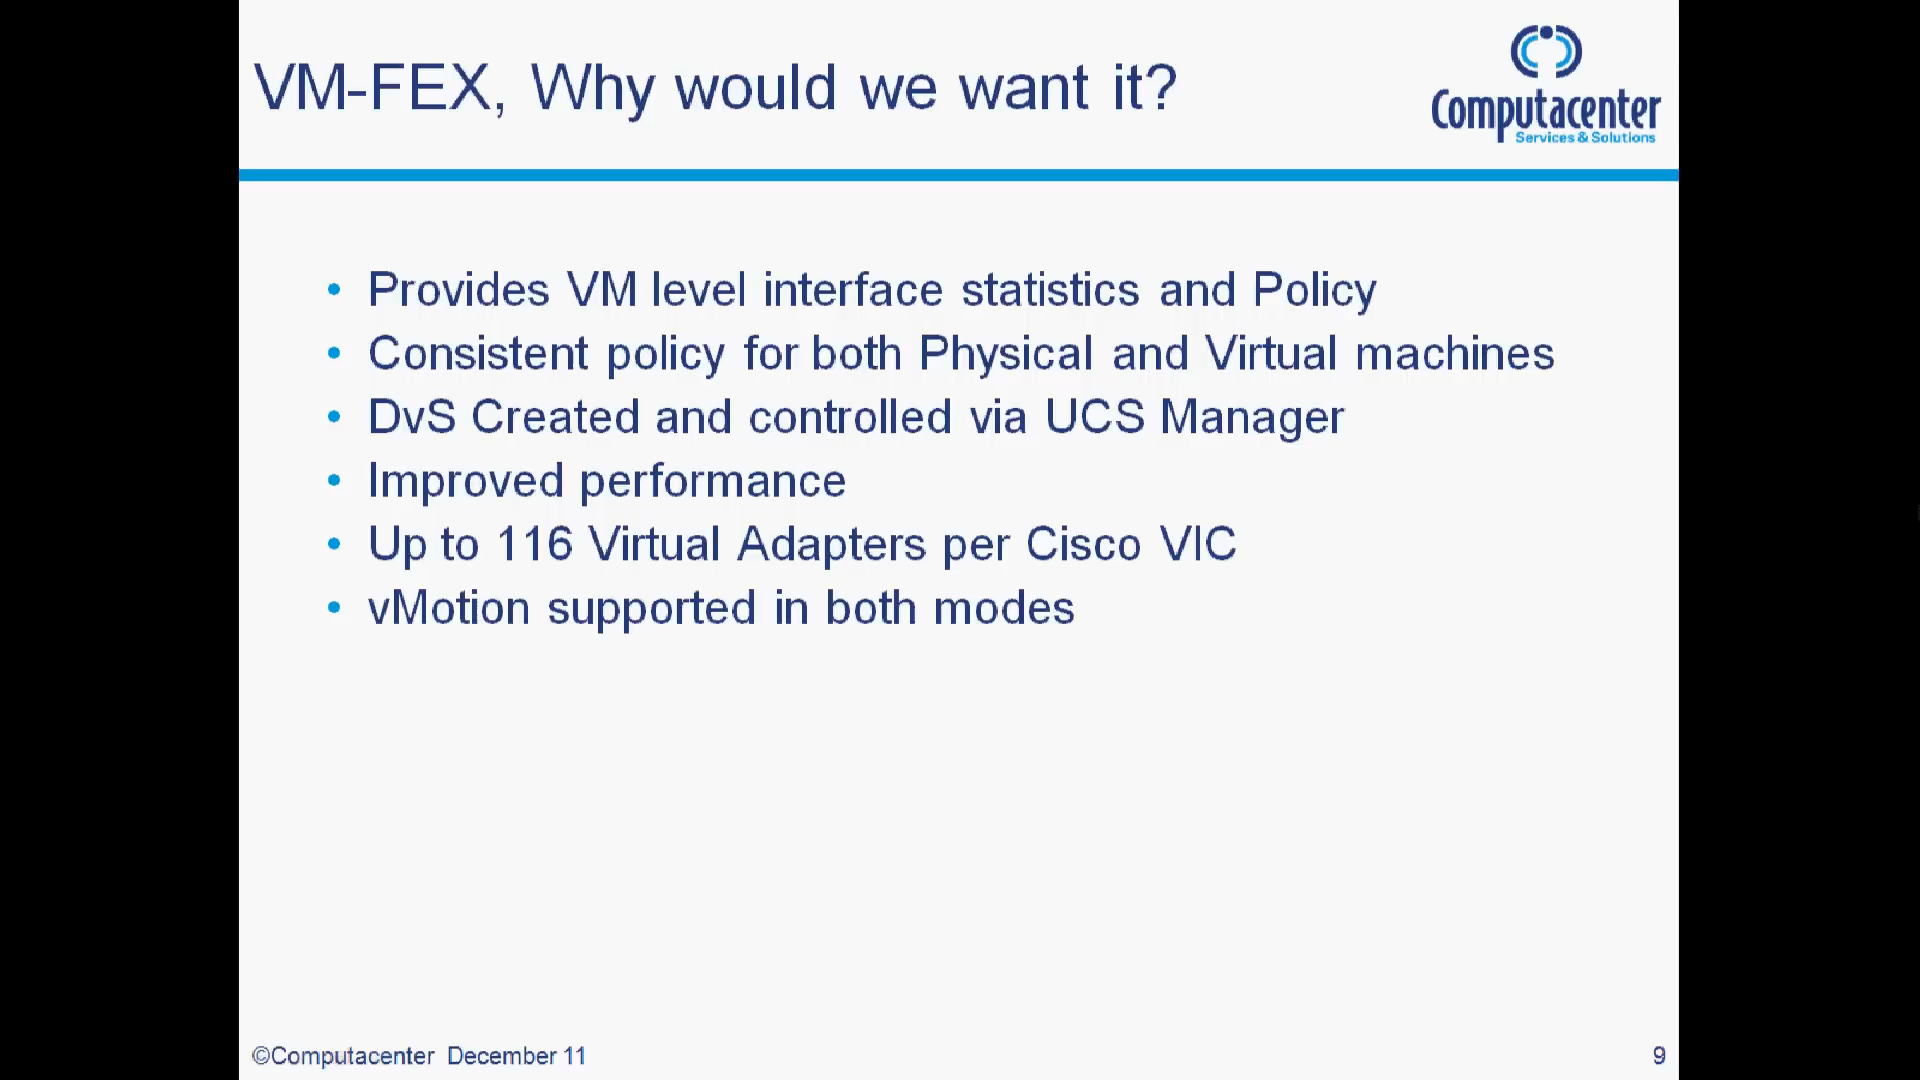 VM-FEX, Why would we want it?
Computacenter
Services & Solutions
• Provides VM level interface statistics and Policy
• Consistent policy for both Physical and Virtual machines
• DvS Created and controlled via UCS Manager
• Improved performance
• Up to 116 Virtual Adapters per Cisco VIC
• vMotion supported in both modes
©Computacenter December 11
9